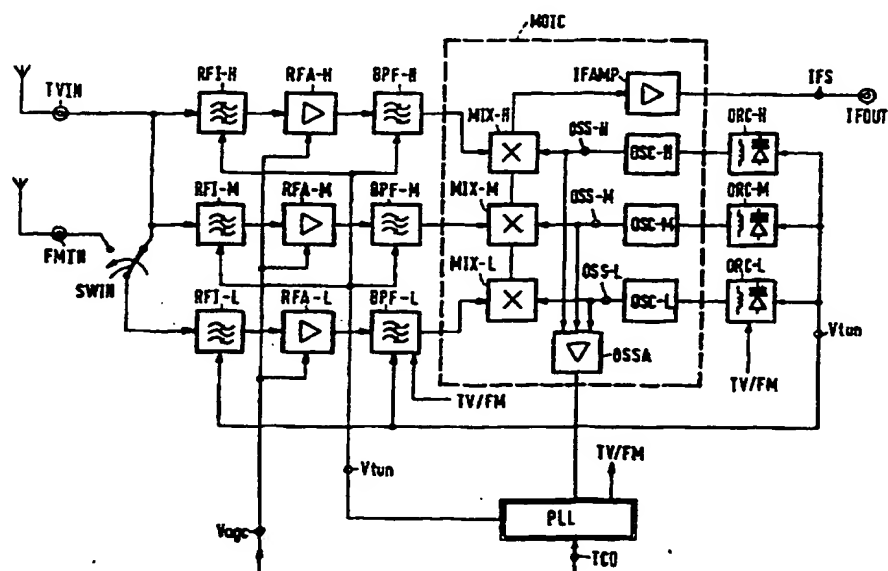 MOIC
RFI-H RFA-H BPF-H
IFAMP
IFS
TVIN
MIX-H
OSS-H
OSC-H
ORC-H
IFOUT
RFI-M RFA-M BPF-M
MIX-M
OSS-M
OSC-M
ORC-M
FMIN
SWIN
RFI-L RFA-L BPF-L
MIX-L
OSS-L
OSC-L
ORC-L
Vtun
OSSA
TV/FM
TV/FM
TV/FM
Vtun
PLL
Vagc
TCO